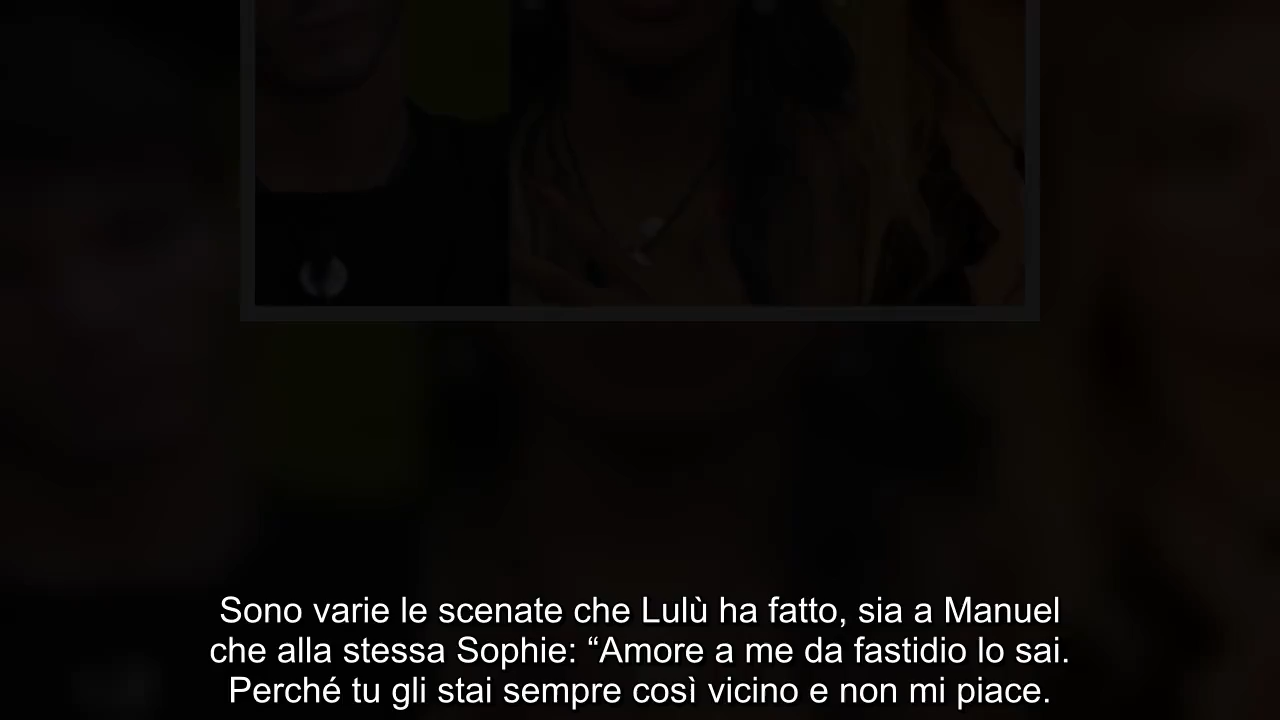 Sono varie le scenate che Lulù ha fatto, sia a Manuel
che alla stessa Sophie: “Amore a me da fastidio lo sai.
Perché tu gli stai sempre così vicino e non mi piace.